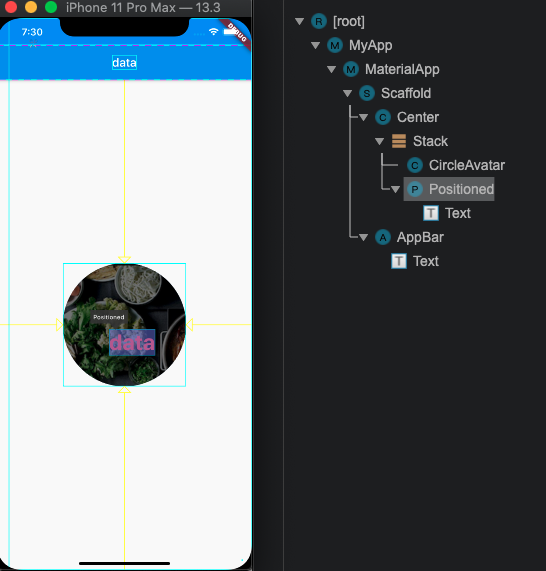 iPhone 11 Pro Max — 13.3
7:30
DEBUG
data
Positioned
data
R [root]
M MyApp
M MaterialApp
S Scaffold
C Center
Stack
C CircleAvatar
P Positioned
T Text
A AppBar
T Text